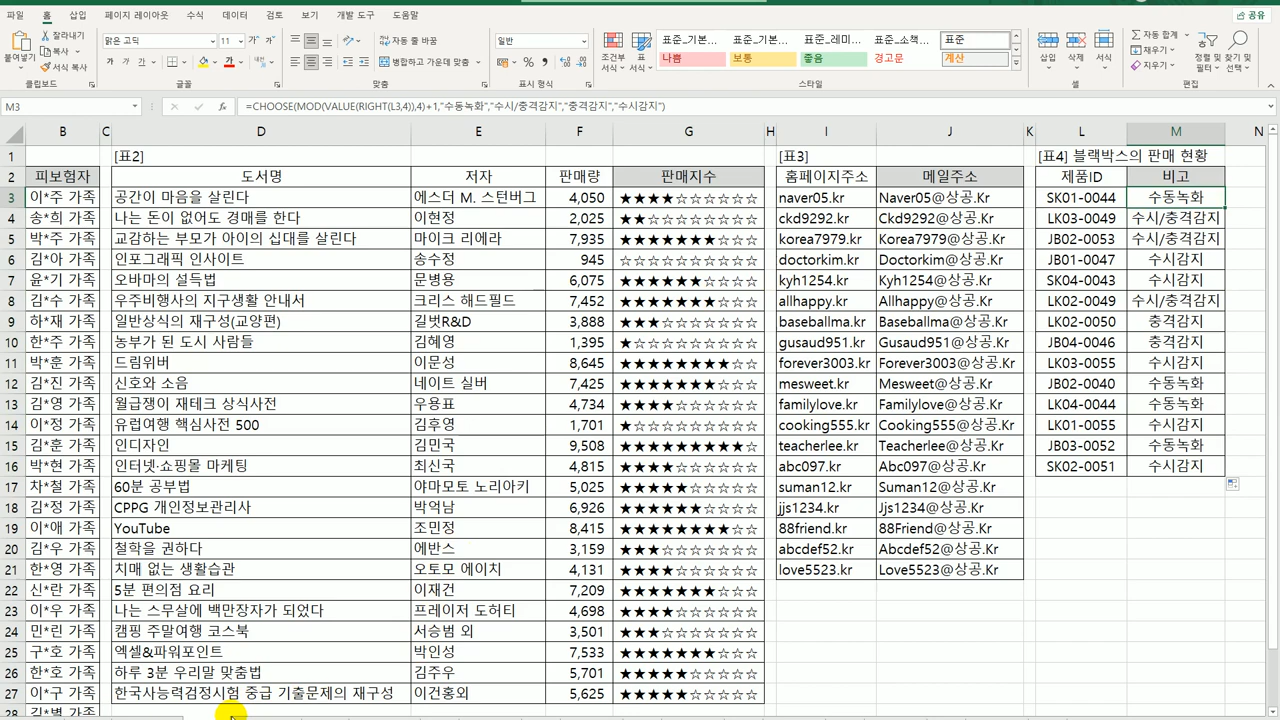 파일 홈 삽입 페이지 레이아웃 수식 데이터 검토 보기 개발 도구 도움말 공유
붙여넣기 잘라내기 복사 서식 복사 맑은 고딕 11 자동 줄 바꿈 병합하고 가운데 맞춤 일반 조건부 서식 표준_기본... 표준_기본... 표준_레미... 표준_소책... 표준 나쁨 보통 좋음 경고문 계산 삽입 삭제 서식 자동 합계 채우기 지우기 정렬 및 찾기 및 선택
클립보드 글꼴 맞춤 표시 형식 스타일 셀 편집
M3 =CHOOSE(MOD(VALUE(RIGHT(L3,4)),4)+1,"수동녹화","수시/충격감지","충격감지","수시감지")
B C D E F G H I J K L M N
1 [표2] [표3] [표4] 블랙박스의 판매 현황
2 피보험자 도서명 저자 판매량 판매지수 홈페이지주소 메일주소 제품ID 비고
3 이*주 가족 공간이 마음을 살린다 에스더 M. 스턴버그 4,050 ★★★★☆☆☆☆☆☆ naver05.kr Naver05@상공.Kr SK01-0044 수동녹화
4 송*희 가족 나는 돈이 없어도 경매를 한다 이현정 2,025 ★★☆☆☆☆☆☆☆☆ ckd9292.kr Ckd9292@상공.Kr LK03-0049 수시/충격감지
5 박*주 가족 교감하는 부모가 아이의 십대를 살린다 마이크 리에라 7,935 ★★★★★★★☆☆☆ korea7979.kr Korea7979@상공.Kr JB02-0053 수시/충격감지
6 김*아 가족 인포그래픽 인사이트 송수정 945 ☆☆☆☆☆☆☆☆☆☆ doctorkim.kr Doctorkim@상공.Kr JB01-0047 수시감지
7 윤*기 가족 오바마의 설득법 문병용 6,075 ★★★★★★☆☆☆☆ kyh1254.kr Kyh1254@상공.Kr SK04-0043 수시감지
8 김*수 가족 우주비행사의 지구생활 안내서 크리스 해드필드 7,452 ★★★★★★★☆☆☆ allhappy.kr Allhappy@상공.Kr LK02-0049 수시/충격감지
9 하*재 가족 일반상식의 재구성(교양편) 길벗R&D 3,888 ★★★☆☆☆☆☆☆☆ baseballma.kr Baseballma@상공.Kr LK02-0050 충격감지
10 한*주 가족 농부가 된 도시 사람들 김혜영 1,395 ★☆☆☆☆☆☆☆☆☆ gusaud951.kr Gusaud951@상공.Kr JB04-0046 충격감지
11 박*훈 가족 드림위버 이문성 8,645 ★★★★★★★★☆☆ forever3003.kr Forever3003@상공.Kr LK03-0055 수시감지
12 김*진 가족 신호와 소음 네이트 실버 7,425 ★★★★★★★☆☆☆ mesweet.kr Mesweet@상공.Kr JB02-0040 수동녹화
13 김*영 가족 월급쟁이 재테크 상식사전 우용표 4,734 ★★★★☆☆☆☆☆☆ familylove.kr Familylove@상공.Kr LK04-0044 수동녹화
14 이*정 가족 유럽여행 핵심사전 500 김후영 1,701 ★☆☆☆☆☆☆☆☆☆ cooking555.kr Cooking555@상공.Kr LK01-0055 수시감지
15 김*훈 가족 인디자인 김민국 9,508 ★★★★★★★★★☆ teacherlee.kr Teacherlee@상공.Kr JB03-0052 수동녹화
16 박*현 가족 인터넷·쇼핑몰 마케팅 최신국 4,815 ★★★★☆☆☆☆☆☆ abc097.kr Abc097@상공.Kr SK02-0051 수시감지
17 차*철 가족 60분 공부법 야마모토 노리아키 5,025 ★★★★★☆☆☆☆☆ suman12.kr Suman12@상공.Kr
18 김*정 가족 CPPG 개인정보관리사 박억남 6,926 ★★★★★★☆☆☆☆ jjs1234.kr Jjs1234@상공.Kr
19 이*애 가족 YouTube 조민정 8,415 ★★★★★★★★☆☆ 88friend.kr 88Friend@상공.Kr
20 김*우 가족 철학을 권하다 에반스 3,159 ★★★☆☆☆☆☆☆☆ abcdef52.kr Abcdef52@상공.Kr
21 한*영 가족 치매 없는 생활습관 오토모 에이치 4,131 ★★★★☆☆☆☆☆☆ love5523.kr Love5523@상공.Kr
22 신*란 가족 5분 편의점 요리 이재건 7,209 ★★★★★★★☆☆☆
23 이*우 가족 나는 스무살에 백만장자가 되었다 프레이저 도허티 4,698 ★★★★☆☆☆☆☆☆
24 민*린 가족 캠핑 주말여행 코스북 서승범 외 3,501 ★★★☆☆☆☆☆☆☆
25 구*호 가족 엑셀&파워포인트 박인성 7,533 ★★★★★★★☆☆☆
26 한*호 가족 하루 3분 우리말 맞춤법 김주우 5,701 ★★★★★☆☆☆☆☆
27 이*구 가족 한국사능력검정시험 중급 기출문제의 재구성 이건홍외 5,625 ★★★★★☆☆☆☆☆
28 김*별 가족